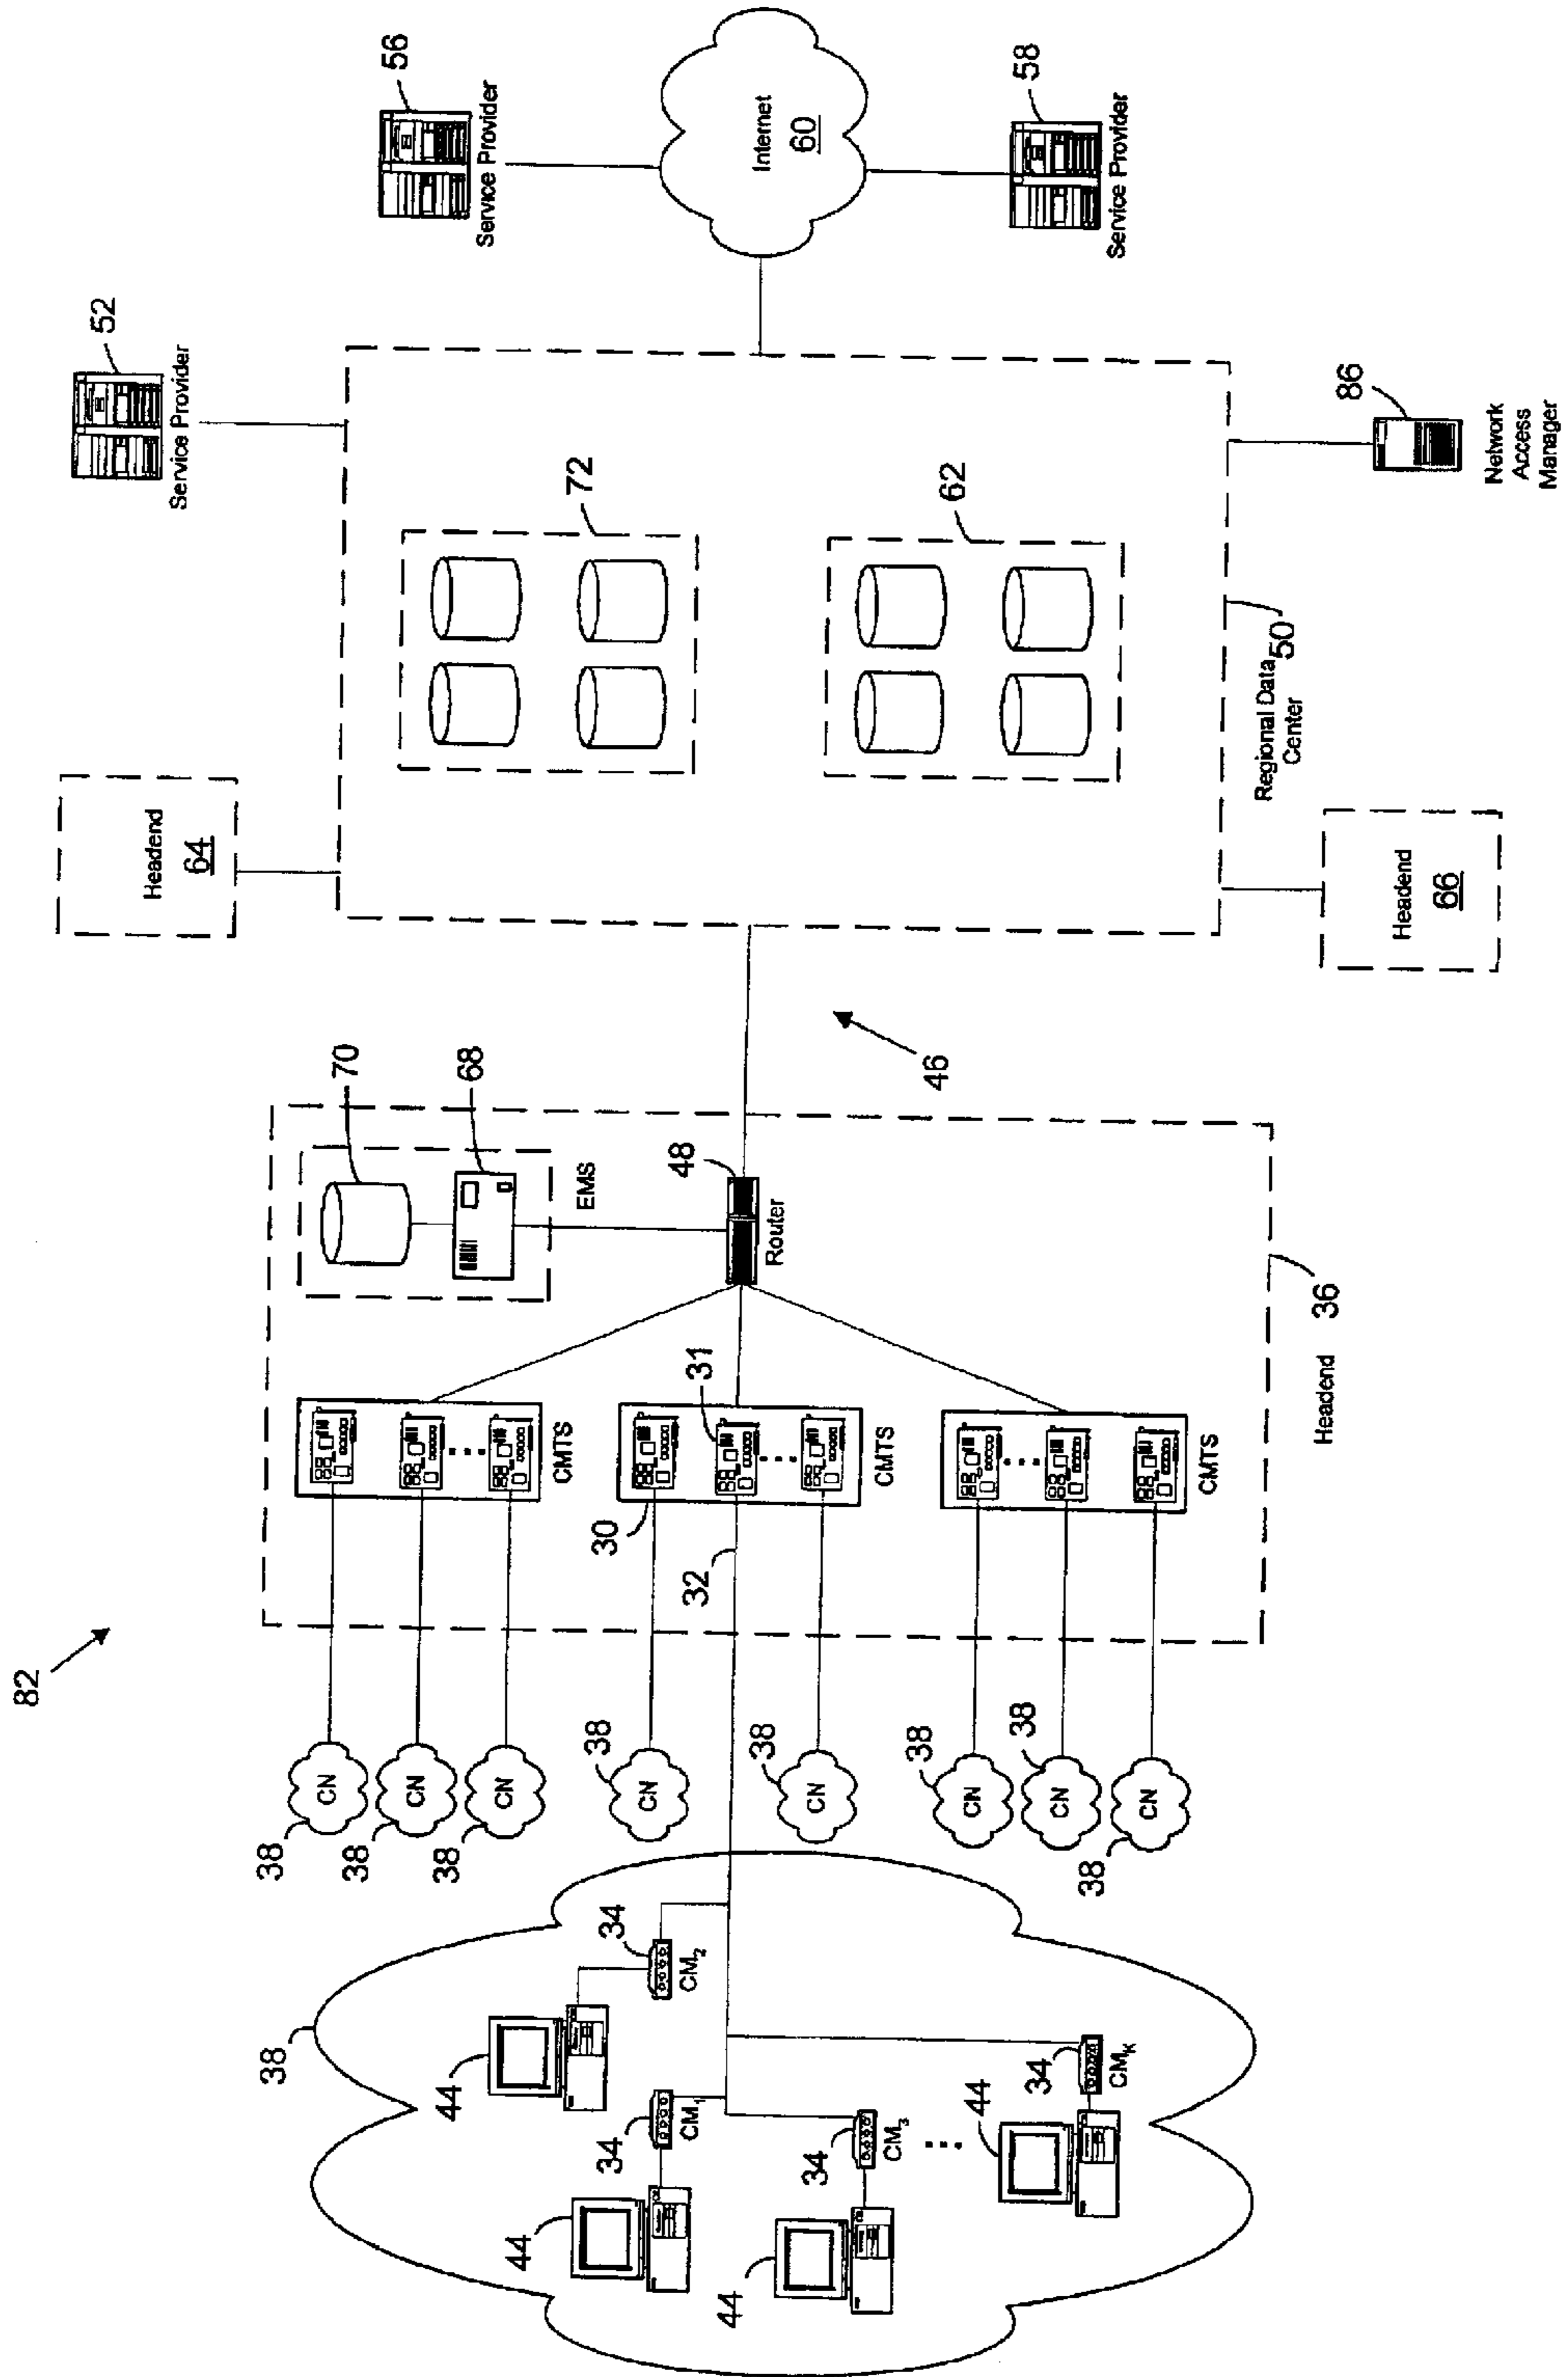 82
38
44
34
CM₂
44
34
CM₁
44
34
CM₃
44
34
CMₖ
38
CN
38
CN
38
CN
38
CN
38
CN
38
CN
38
CN
38
CN
32
30
31
CMTS
CMTS
CMTS
70
68
EMS
48
Router
Headend 36
46
Headend
64
Headend
66
72
62
Regional Data
Center
50
52
Service Provider
86
Network
Access
Manager
56
Service Provider
Internet
60
58
Service Provider